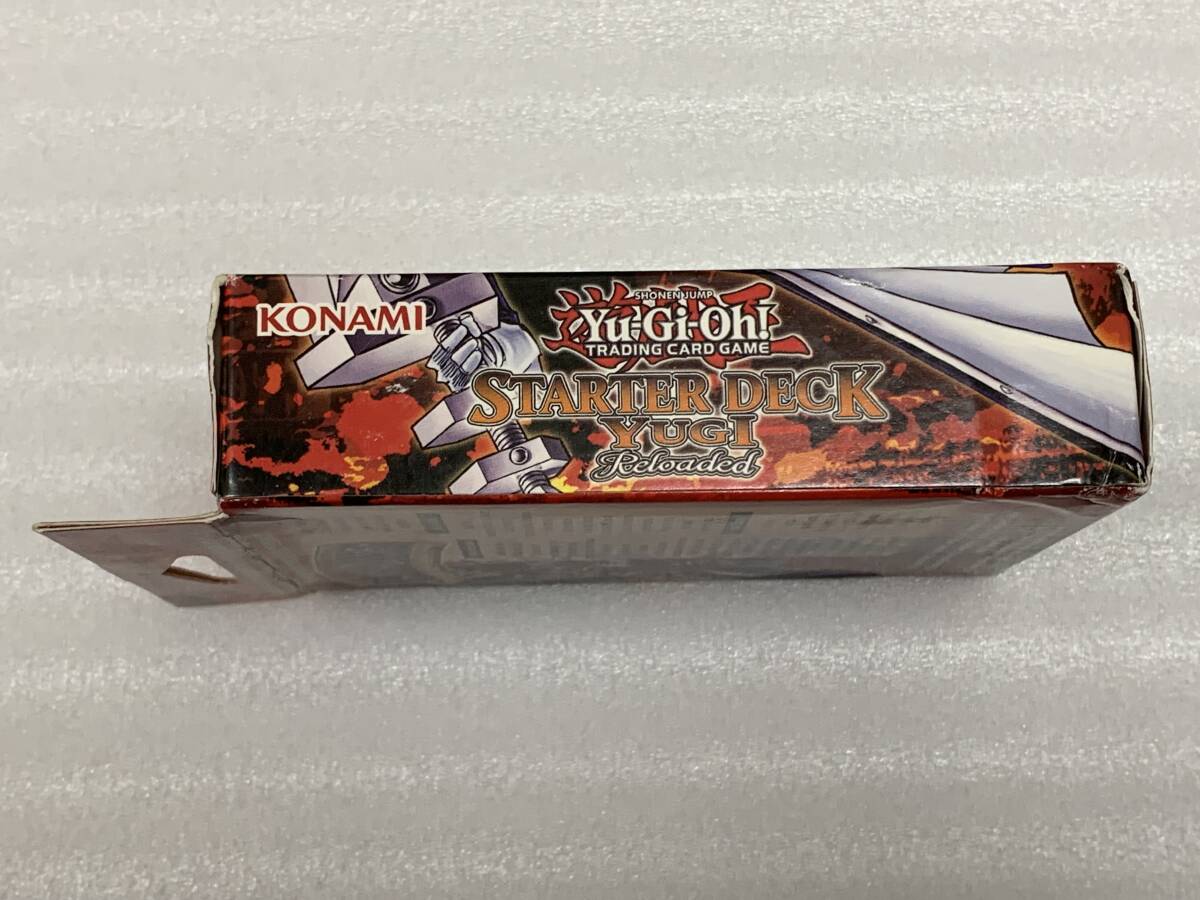 KONAMI
SHONEN JUMP
Yu-Gi-Oh!
TRADING CARD GAME
STARTER DECK
YUGI
Reloaded